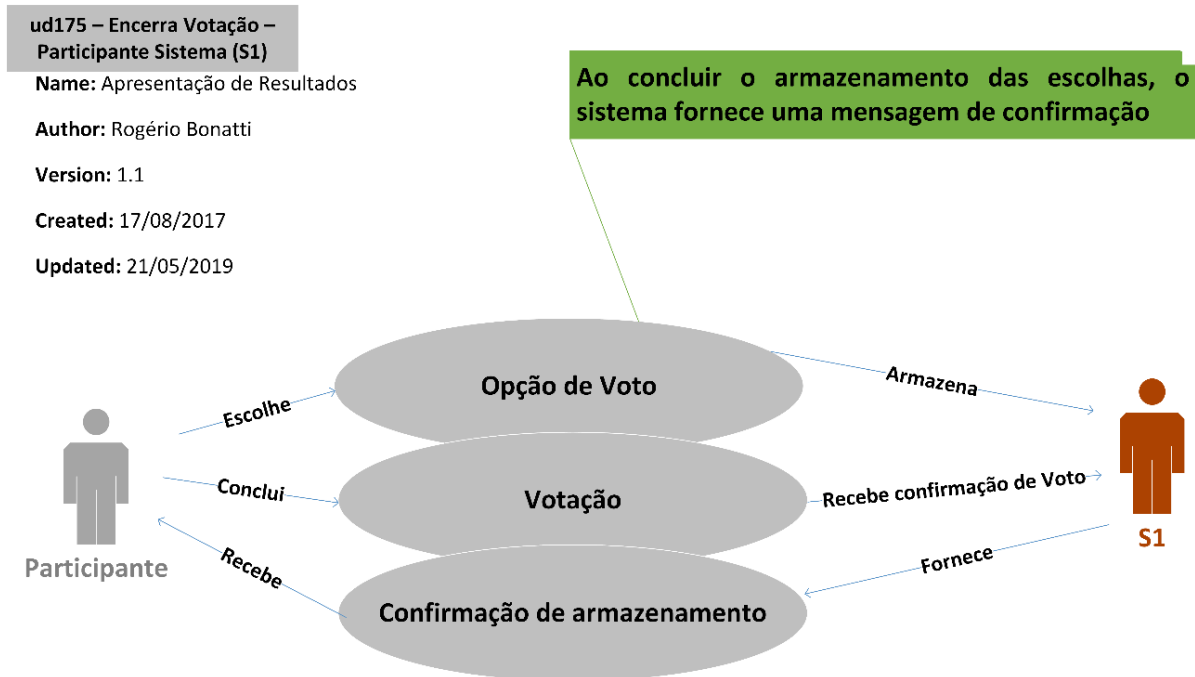 ud175 – Encerra Votação –
Participante Sistema (S1)
Name: Apresentação de Resultados
Author: Rogério Bonatti
Version: 1.1
Created: 17/08/2017
Updated: 21/05/2019
Ao concluir o armazenamento das escolhas, o
sistema fornece uma mensagem de confirmação
Escolhe
Opção de Voto
Armazena
Conclui
Votação
Recebe confirmação de Voto
Participante
Recebe
Confirmação de armazenamento
Fornece
S1